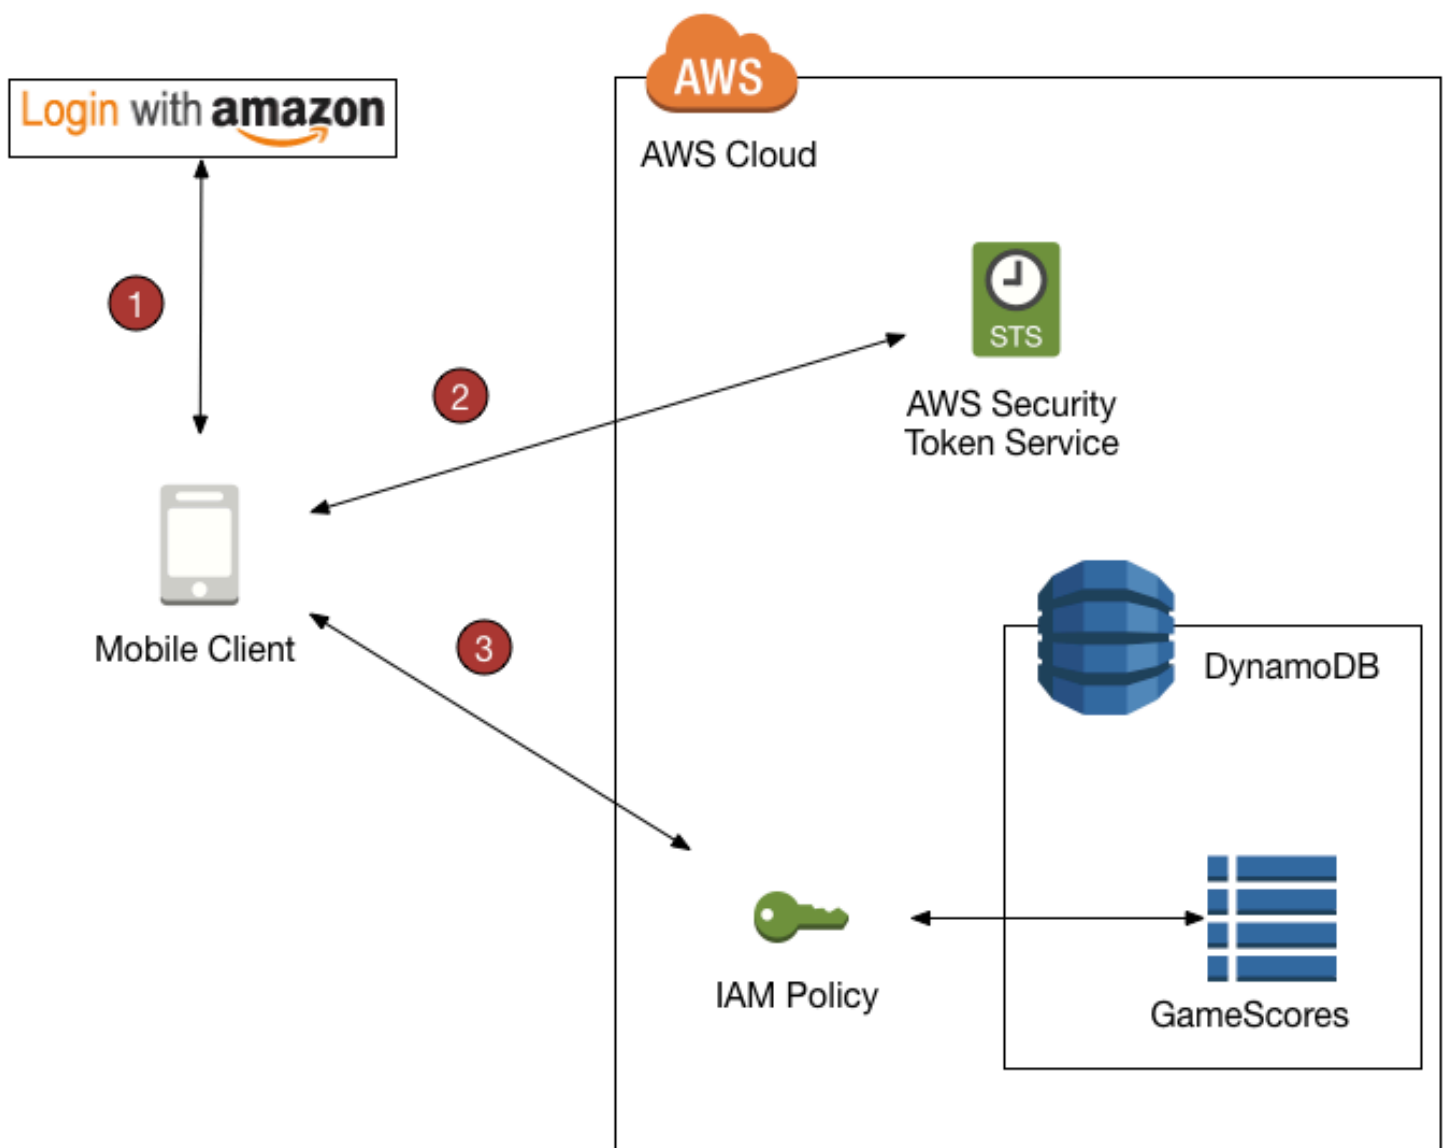 Login with amazon
AWS
AWS Cloud
1
STS
2
AWS Security
Token Service
3
Mobile Client
DynamoDB
IAM Policy
GameScores